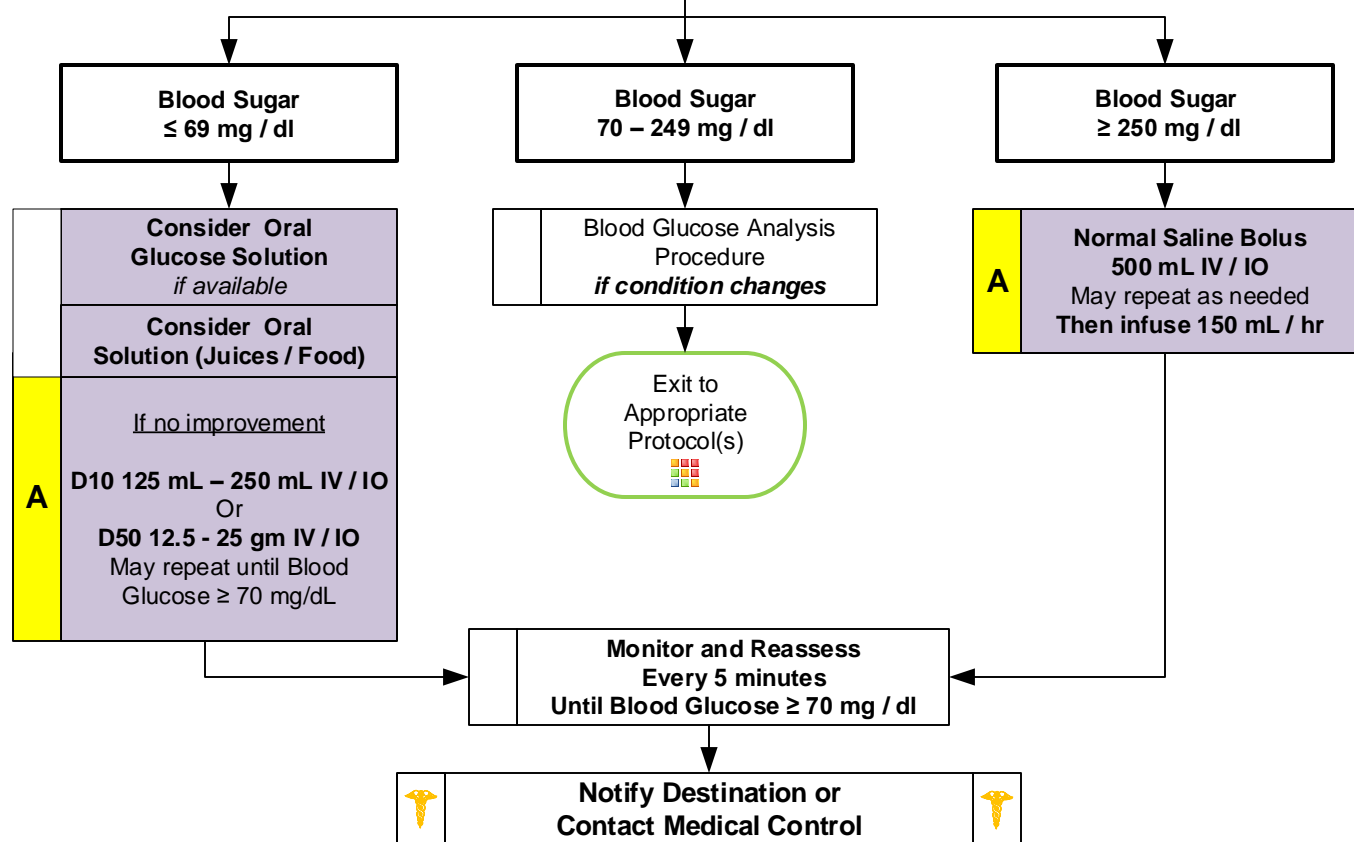 Blood Sugar
≤ 69 mg / dl
Blood Sugar
70 – 249 mg / dl
Blood Sugar
≥ 250 mg / dl
Consider Oral
Glucose Solution
if available
Consider Oral
Solution (Juices / Food)
A
If no improvement
D10 125 mL – 250 mL IV / IO
Or
D50 12.5 - 25 gm IV / IO
May repeat until Blood
Glucose ≥ 70 mg/dL
Blood Glucose Analysis
Procedure
if condition changes
Exit to
Appropriate
Protocol(s)
A
Normal Saline Bolus
500 mL IV / IO
May repeat as needed
Then infuse 150 mL / hr
Monitor and Reassess
Every 5 minutes
Until Blood Glucose ≥ 70 mg / dl
Notify Destination or
Contact Medical Control